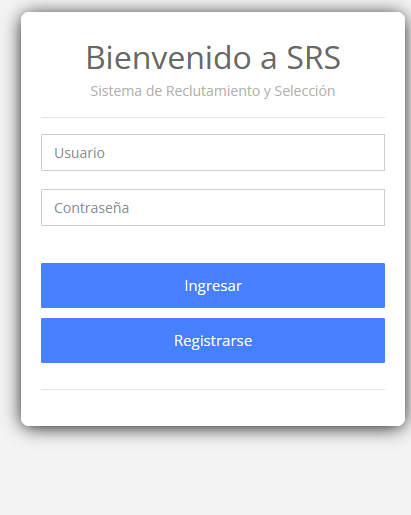 Bienvenido a SRS
Sistema de Reclutamiento y Selección
Usuario
Contraseña
Ingresar
Registrarse